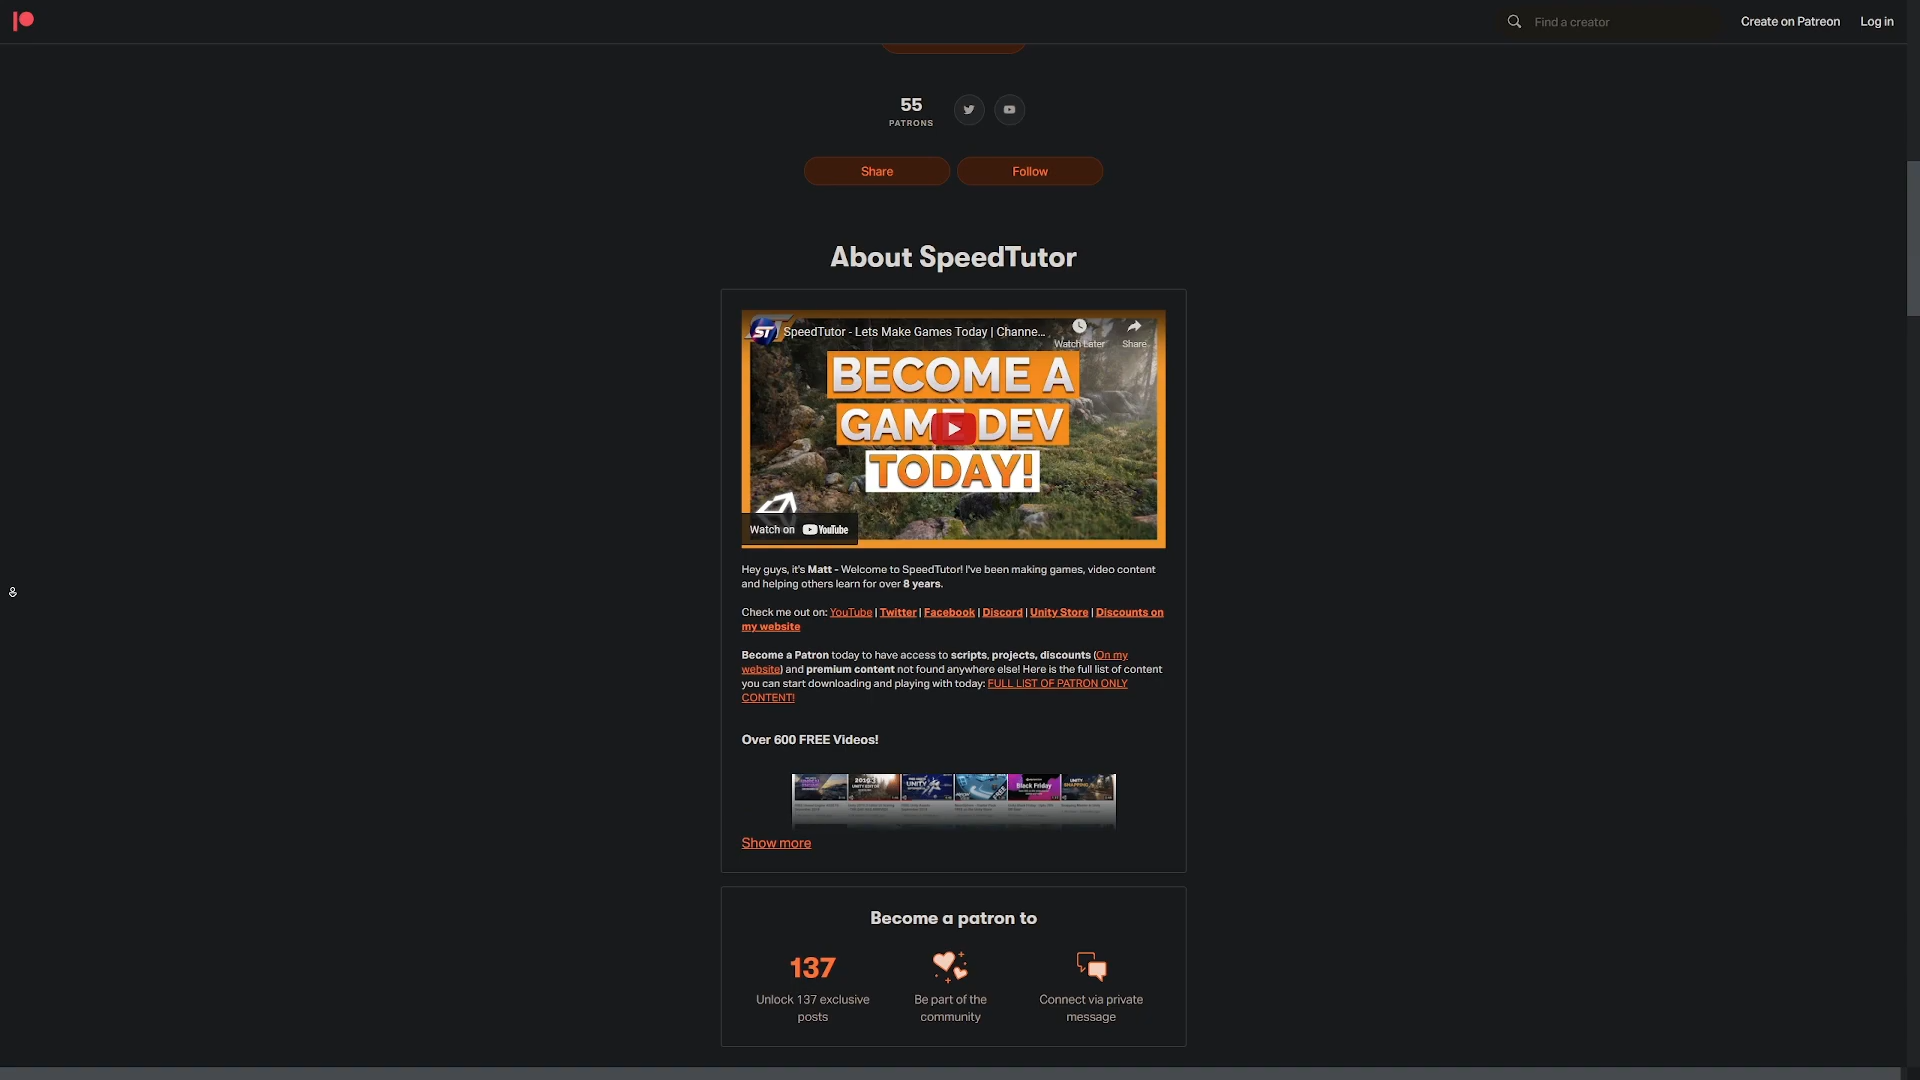 Find a creator
Create on Patreon
Log in
55
PATRONS
Share
Follow
About SpeedTutor
ST
SpeedTutor - Lets Make Games Today | Channe...
Watch Later
Share
BECOME A
GAME DEV
TODAY!
Watch on YouTube
Hey guys, it's Matt - Welcome to SpeedTutor! I've been making games, video content
and helping others learn for over 8 years.
Check me out on: YouTube | Twitter | Facebook | Discord | Unity Store | Discounts on
my website
Become a Patron today to have access to scripts, projects, discounts (On my
website) and premium content not found anywhere else! Here is the full list of content
you can start downloading and playing with today: FULL LIST OF PATRON ONLY
CONTENT!
Over 600 FREE Videos!
UNITY
Black Friday
Show more
Become a patron to
137
Unlock 137 exclusive
posts
Be part of the
community
Connect via private
message